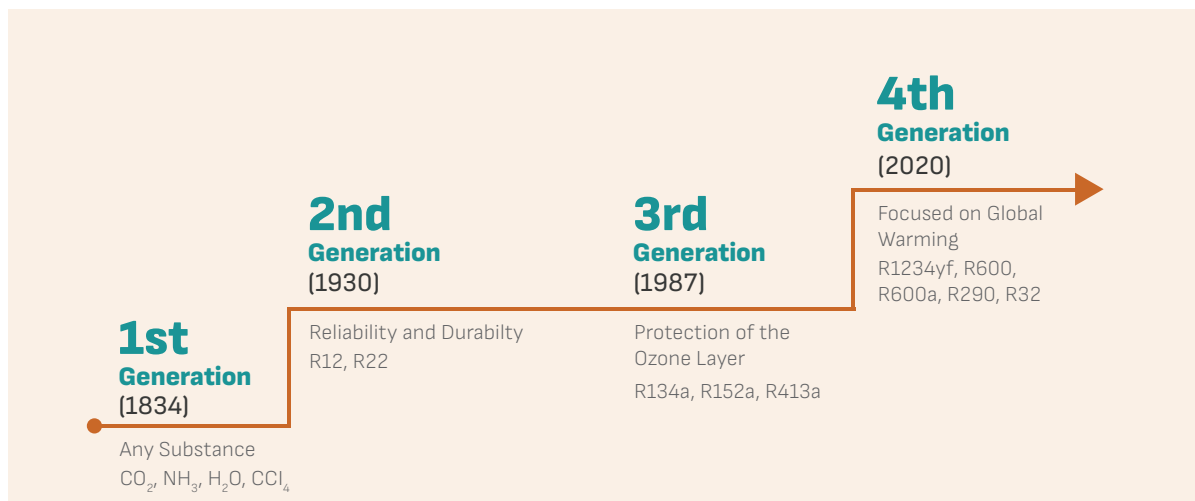 1st
Generation
(1834)
Any Substance
CO₂, NH₃, H₂O, CCl₄
2nd
Generation
(1930)
Reliability and Durabilty
R12, R22
3rd
Generation
(1987)
Protection of the
Ozone Layer
R134a, R152a, R413a
4th
Generation
(2020)
Focused on Global
Warming
R1234yf, R600,
R600a, R290, R32